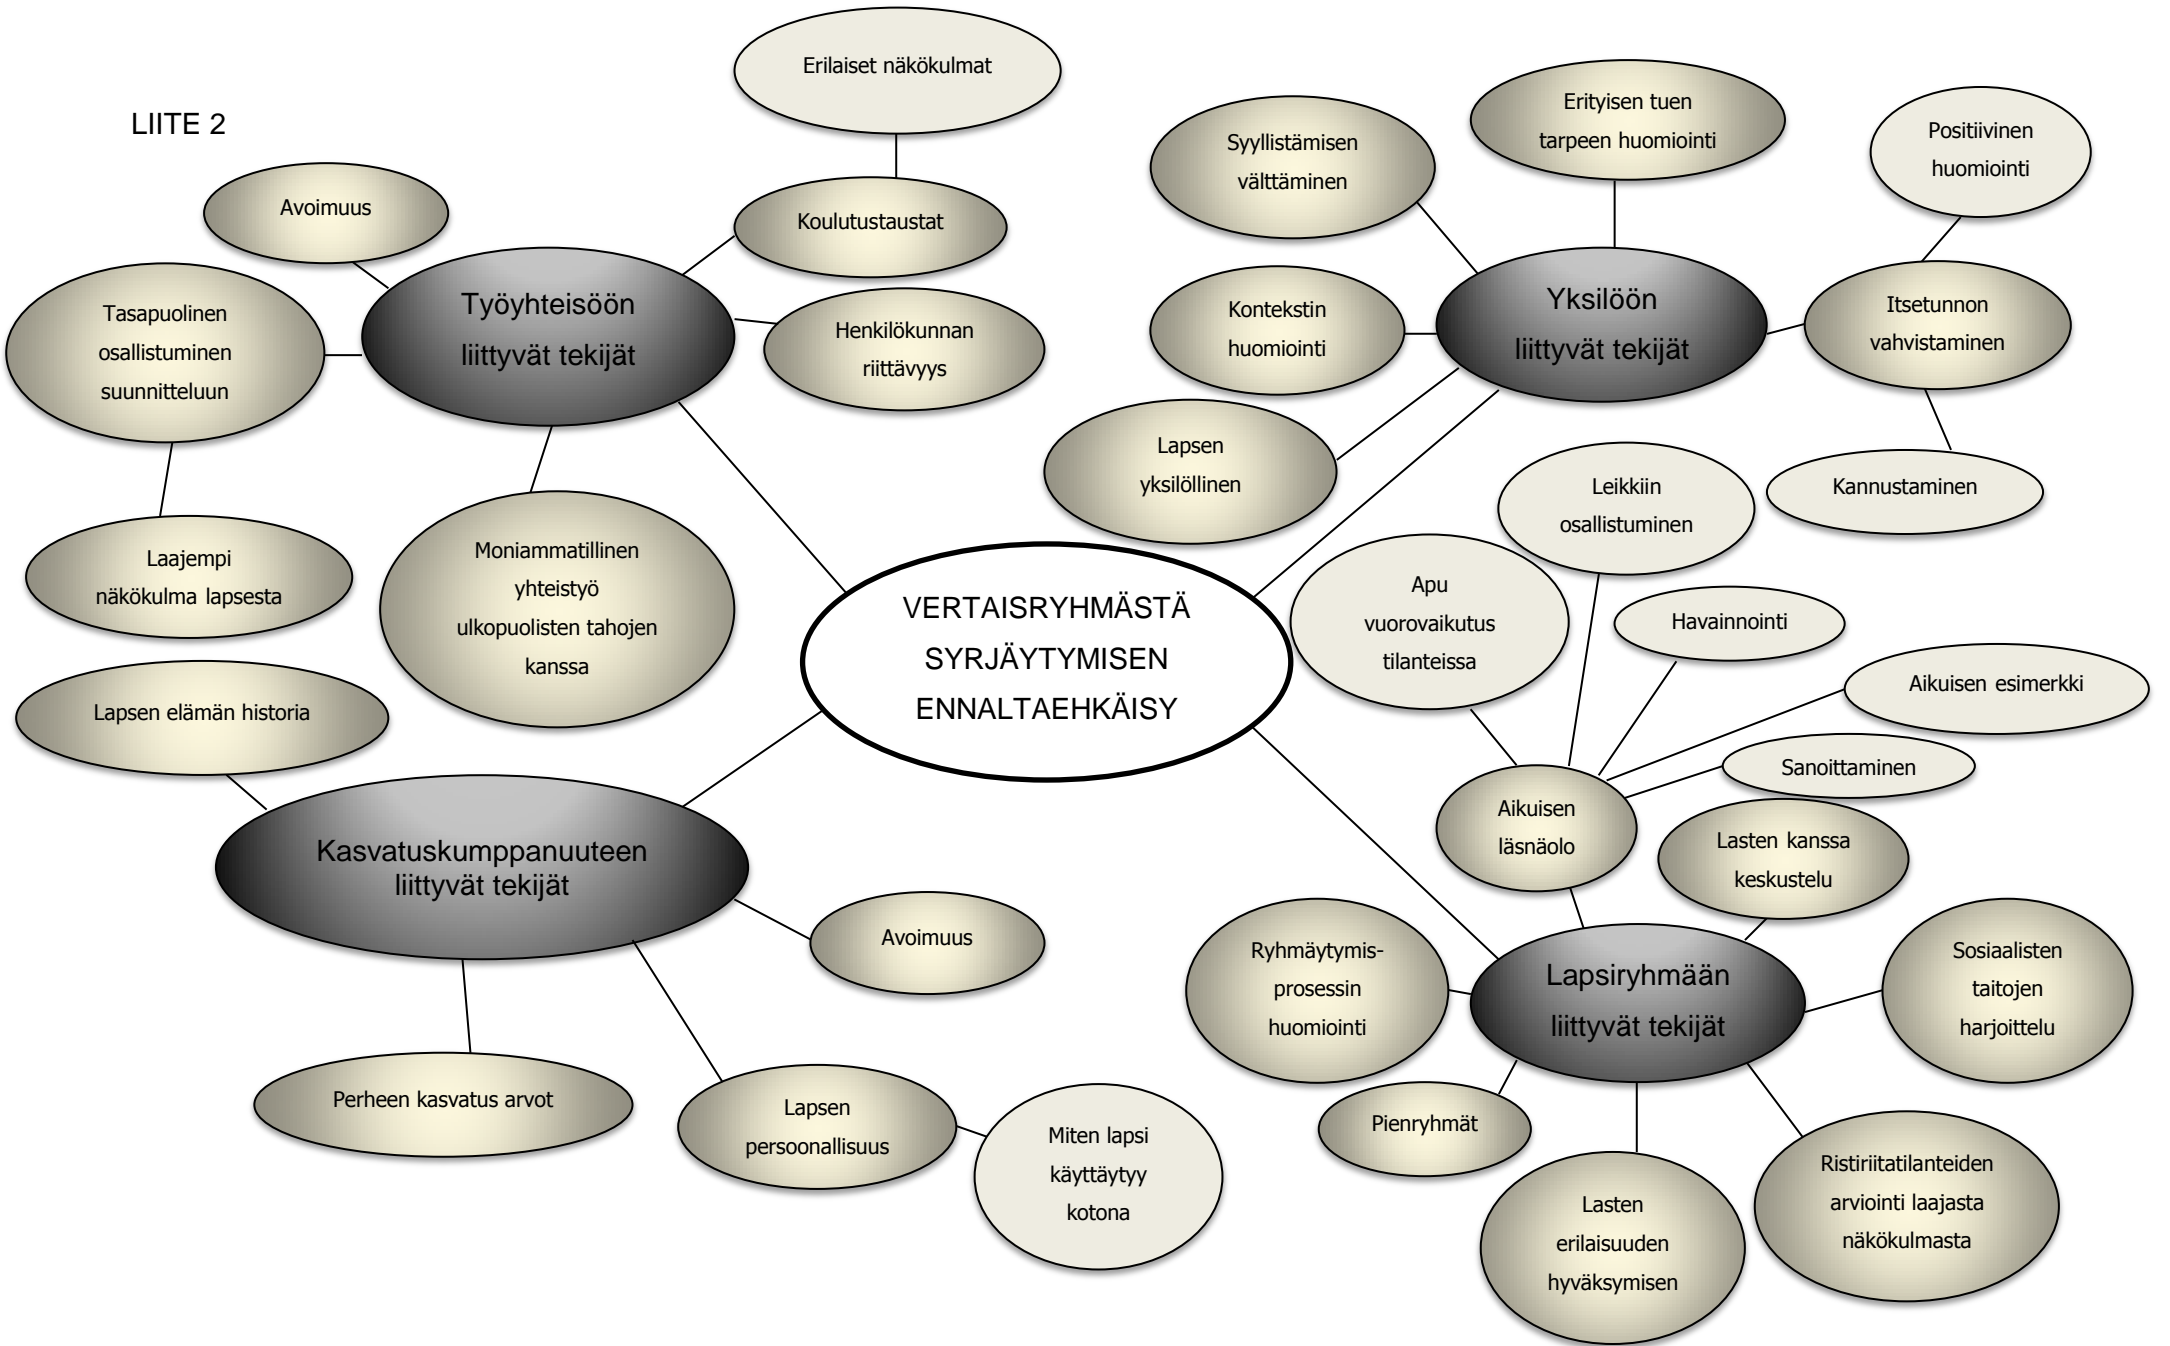 LIITE 2
Erilaiset näkökulmat
Avoimuus
Koulutustaustat
Tasapuolinen
osallistuminen
suunnitteluun
Työyhteisöön
liittyvät tekijät
Henkilökunnan
riittävyys
Laajempi
näkökulma lapsesta
Moniammatillinen
yhteistyö
ulkopuolisten tahojen
kanssa
Syyllistämisen
välttäminen
Erityisen tuen
tarpeen huomiointi
Positiivinen
huomiointi
Kontekstin
huomiointi
Yksilöön
liittyvät tekijät
Itsetunnon
vahvistaminen
Lapsen
yksilöllinen
Kannustaminen
VERTAISRYHMÄSTÄ
SYRJÄYTYMISEN
ENNALTAEHKÄISY
Leikkiin
osallistuminen
Apu
vuorovaikutus
tilanteissa
Havainnointi
Aikuisen esimerkki
Sanoittaminen
Aikuisen
läsnäolo
Lasten kanssa
keskustelu
Lapsen elämän historia
Kasvatuskumppanuuteen
liittyvät tekijät
Avoimuus
Perheen kasvatus arvot
Lapsen
persoonallisuus
Miten lapsi
käyttäytyy
kotona
Ryhmäytymis-
prosessin
huomiointi
Lapsiryhmään
liittyvät tekijät
Sosiaalisten
taitojen
harjoittelu
Pienryhmät
Lasten
erilaisuuden
hyväksymisen
Ristiriitatilanteiden
arviointi laajasta
näkökulmasta